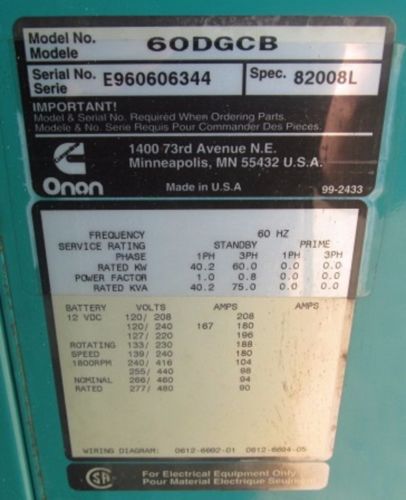 Model No. 60DGCB
Modele
Serial No. E960606344 Spec. 82008L
Serie
IMPORTANT!
Model & Serial No. Required When Ordering Parts.
Modele & No. Serie Requis Pour Commander Des Pieces.
1400 73rd Avenue N.E.
Minneapolis, MN 55432 U.S.A.
Onan Made in U.S.A 99-2433
FREQUENCY 60 HZ
SERVICE RATING STANDBY PRIME
PHASE 1PH 3PH 1PH 3PH
RATED KW 40.2 60.0 0.0 0.0
POWER FACTOR 1.0 0.8 0.0 0.0
RATED KVA 40.2 75.0 0.0 0.0
BATTERY VOLTS AMPS AMPS
12 VDC 120/ 208 208
120/ 240 167 180
127/ 220 196
ROTATING 133/ 230 188
SPEED 139/ 240 180
1800RPM 240/ 416 104
255/ 440 98
NOMINAL 266/ 460 94
RATED 277/ 480 90
WIRING DIAGRAM: 0612-6602-01 0612-6604-05
For Electrical Equipment Only
Pour Material Electrique Seulment